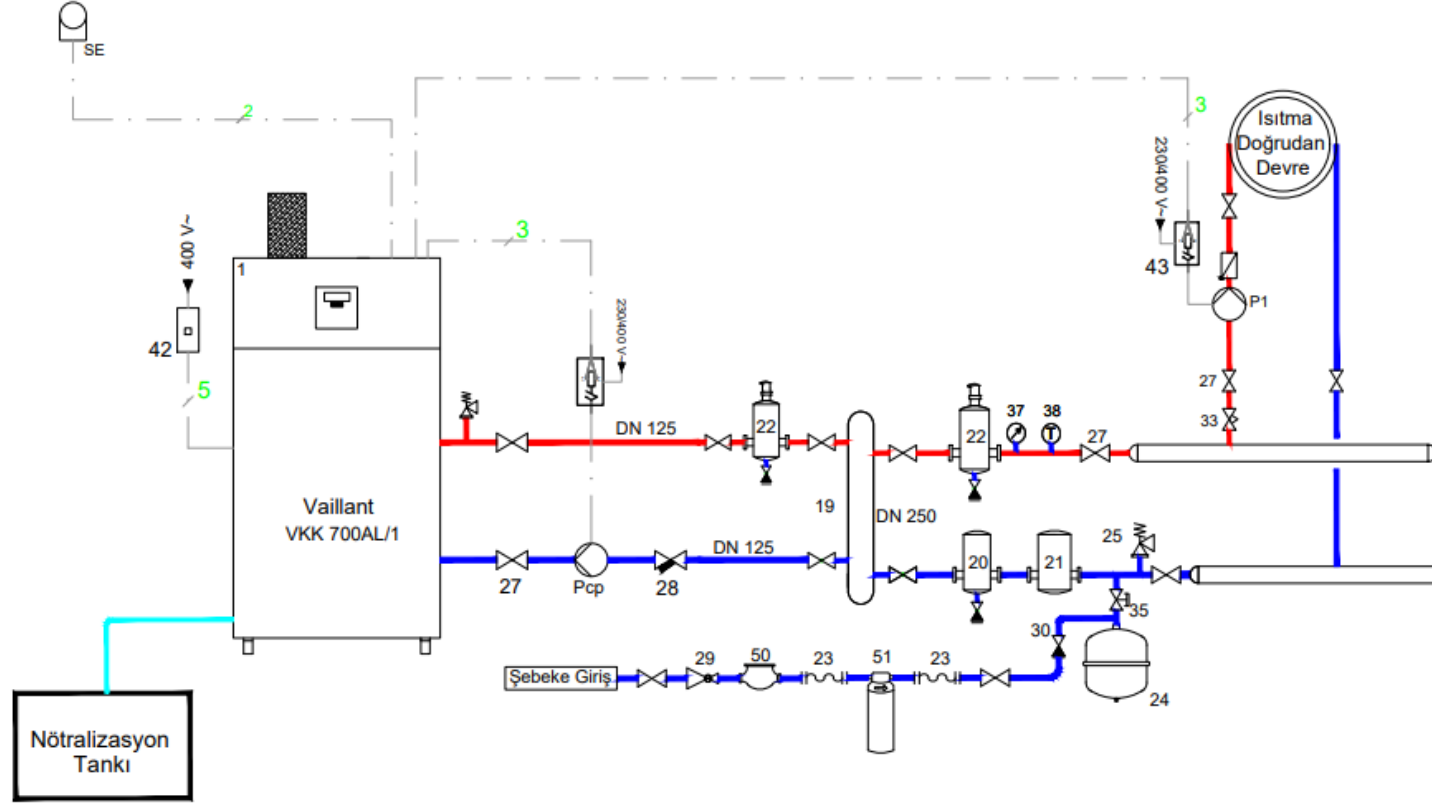 SE
2
3
Isıtma
Doğrudan
Devre
230/400 V~
400 V~
1
3
43
P1
42
230/400 V~
5
27
37
38
33
DN 125
22
22
27
Vaillant
VKK 700AL/1
19
DN 250
25
DN 125
20
21
27
Pcp
28
35
30
29
50
23
51
23
Şebeke Giriş
24
Nötralizasyon
Tankı
T